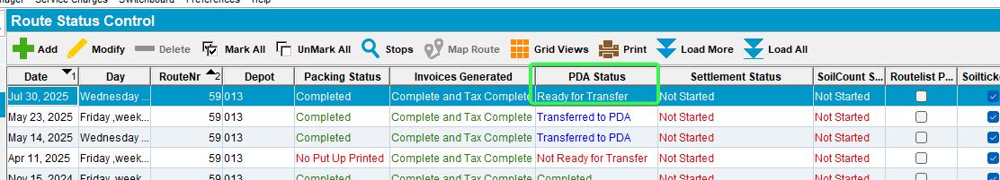 Service Charges Switchboard Preferences Help
Route Status Control
Add Modify Delete Mark All UnMark All Stops Map Route Grid Views Print Load More Load All
Date 1 Day RouteNr 2 Depot Packing Status Invoices Generated PDA Status Settlement Status SoilCount S... Routelist P...
Jul 30, 2025 Wednesday ... 59 013 Completed Complete and Tax Complete Ready for Transfer Not Started Not Started
May 23, 2025 Friday ,week... 59 013 Completed Complete and Tax Complete Transferred to PDA Not Started Not Started
May 14, 2025 Wednesday ... 59 013 Completed Complete and Tax Complete Transferred to PDA Not Started Not Started
Apr 11, 2025 Friday ,week... 59 013 No Put Up Printed Complete and Tax Complete Not Ready for Transfer Not Started Not Started
Nov 15, 2024 Friday ,week... 59 013 Completed Complete and Tax Complete Completed Not Started Not Started